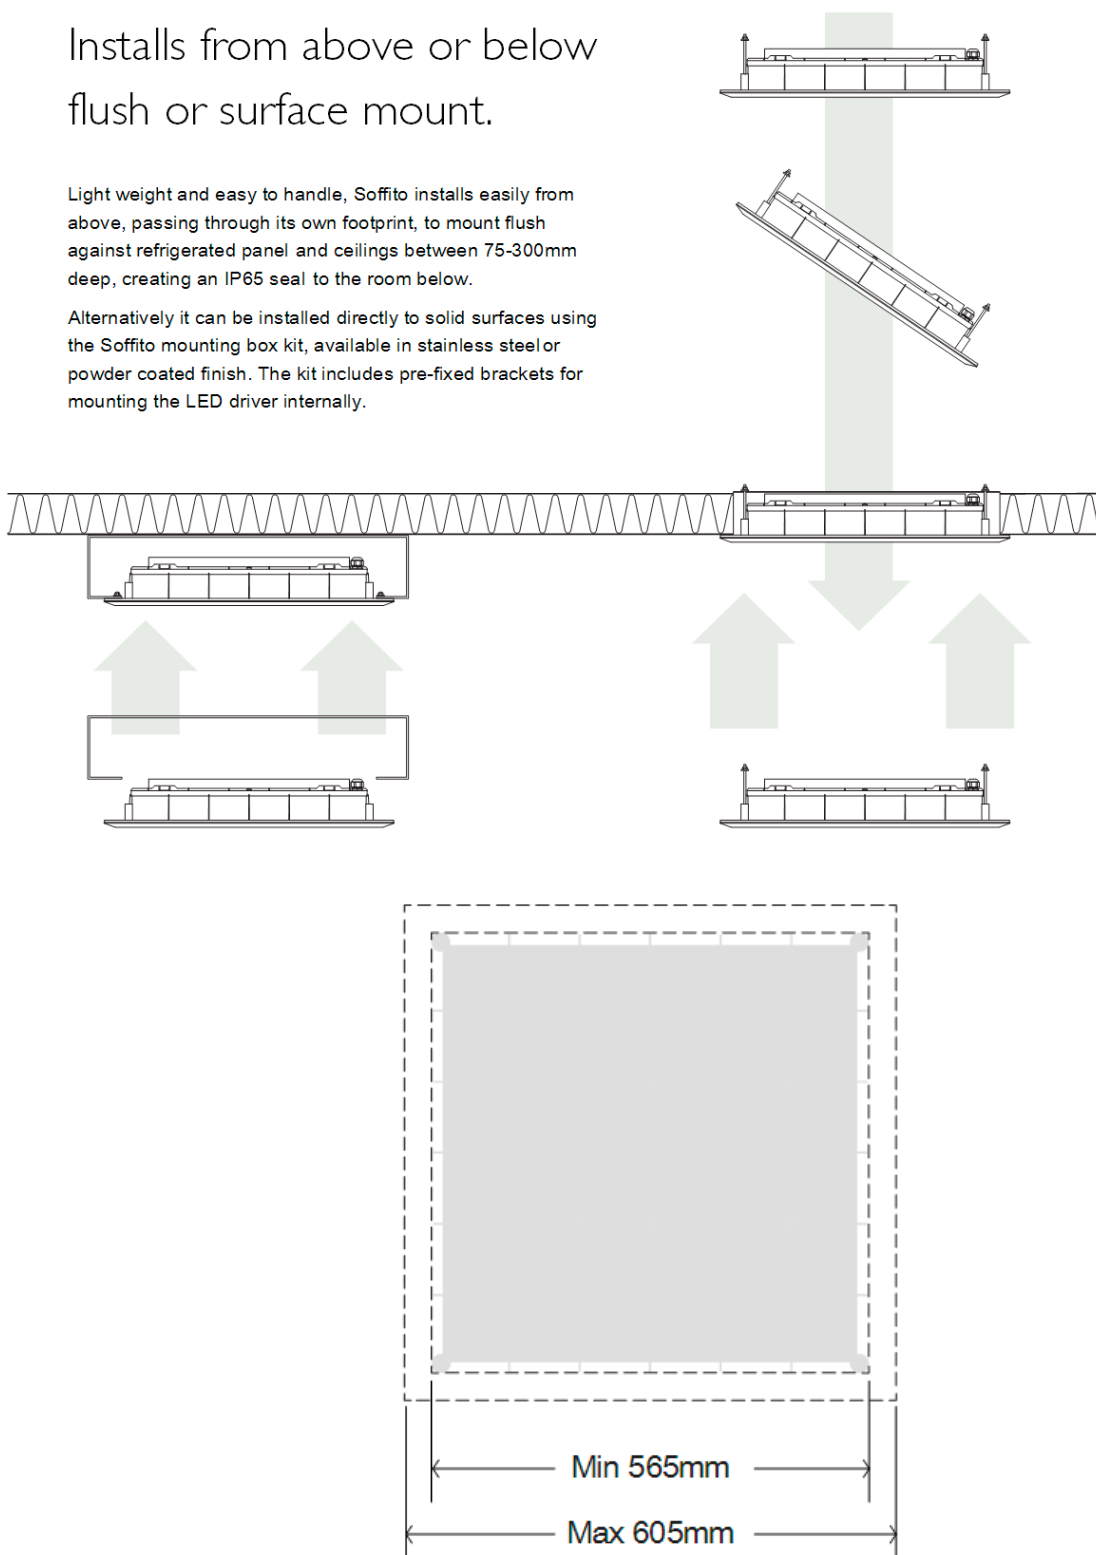 Installs from above or below
flush or surface mount.
Light weight and easy to handle, Soffito installs easily from
above, passing through its own footprint, to mount flush
against refrigerated panel and ceilings between 75-300mm
deep, creating an IP65 seal to the room below.
Alternatively it can be installed directly to solid surfaces using
the Soffito mounting box kit, available in stainless steel or
powder coated finish. The kit includes pre-fixed brackets for
mounting the LED driver internally.
Min 565mm
Max 605mm